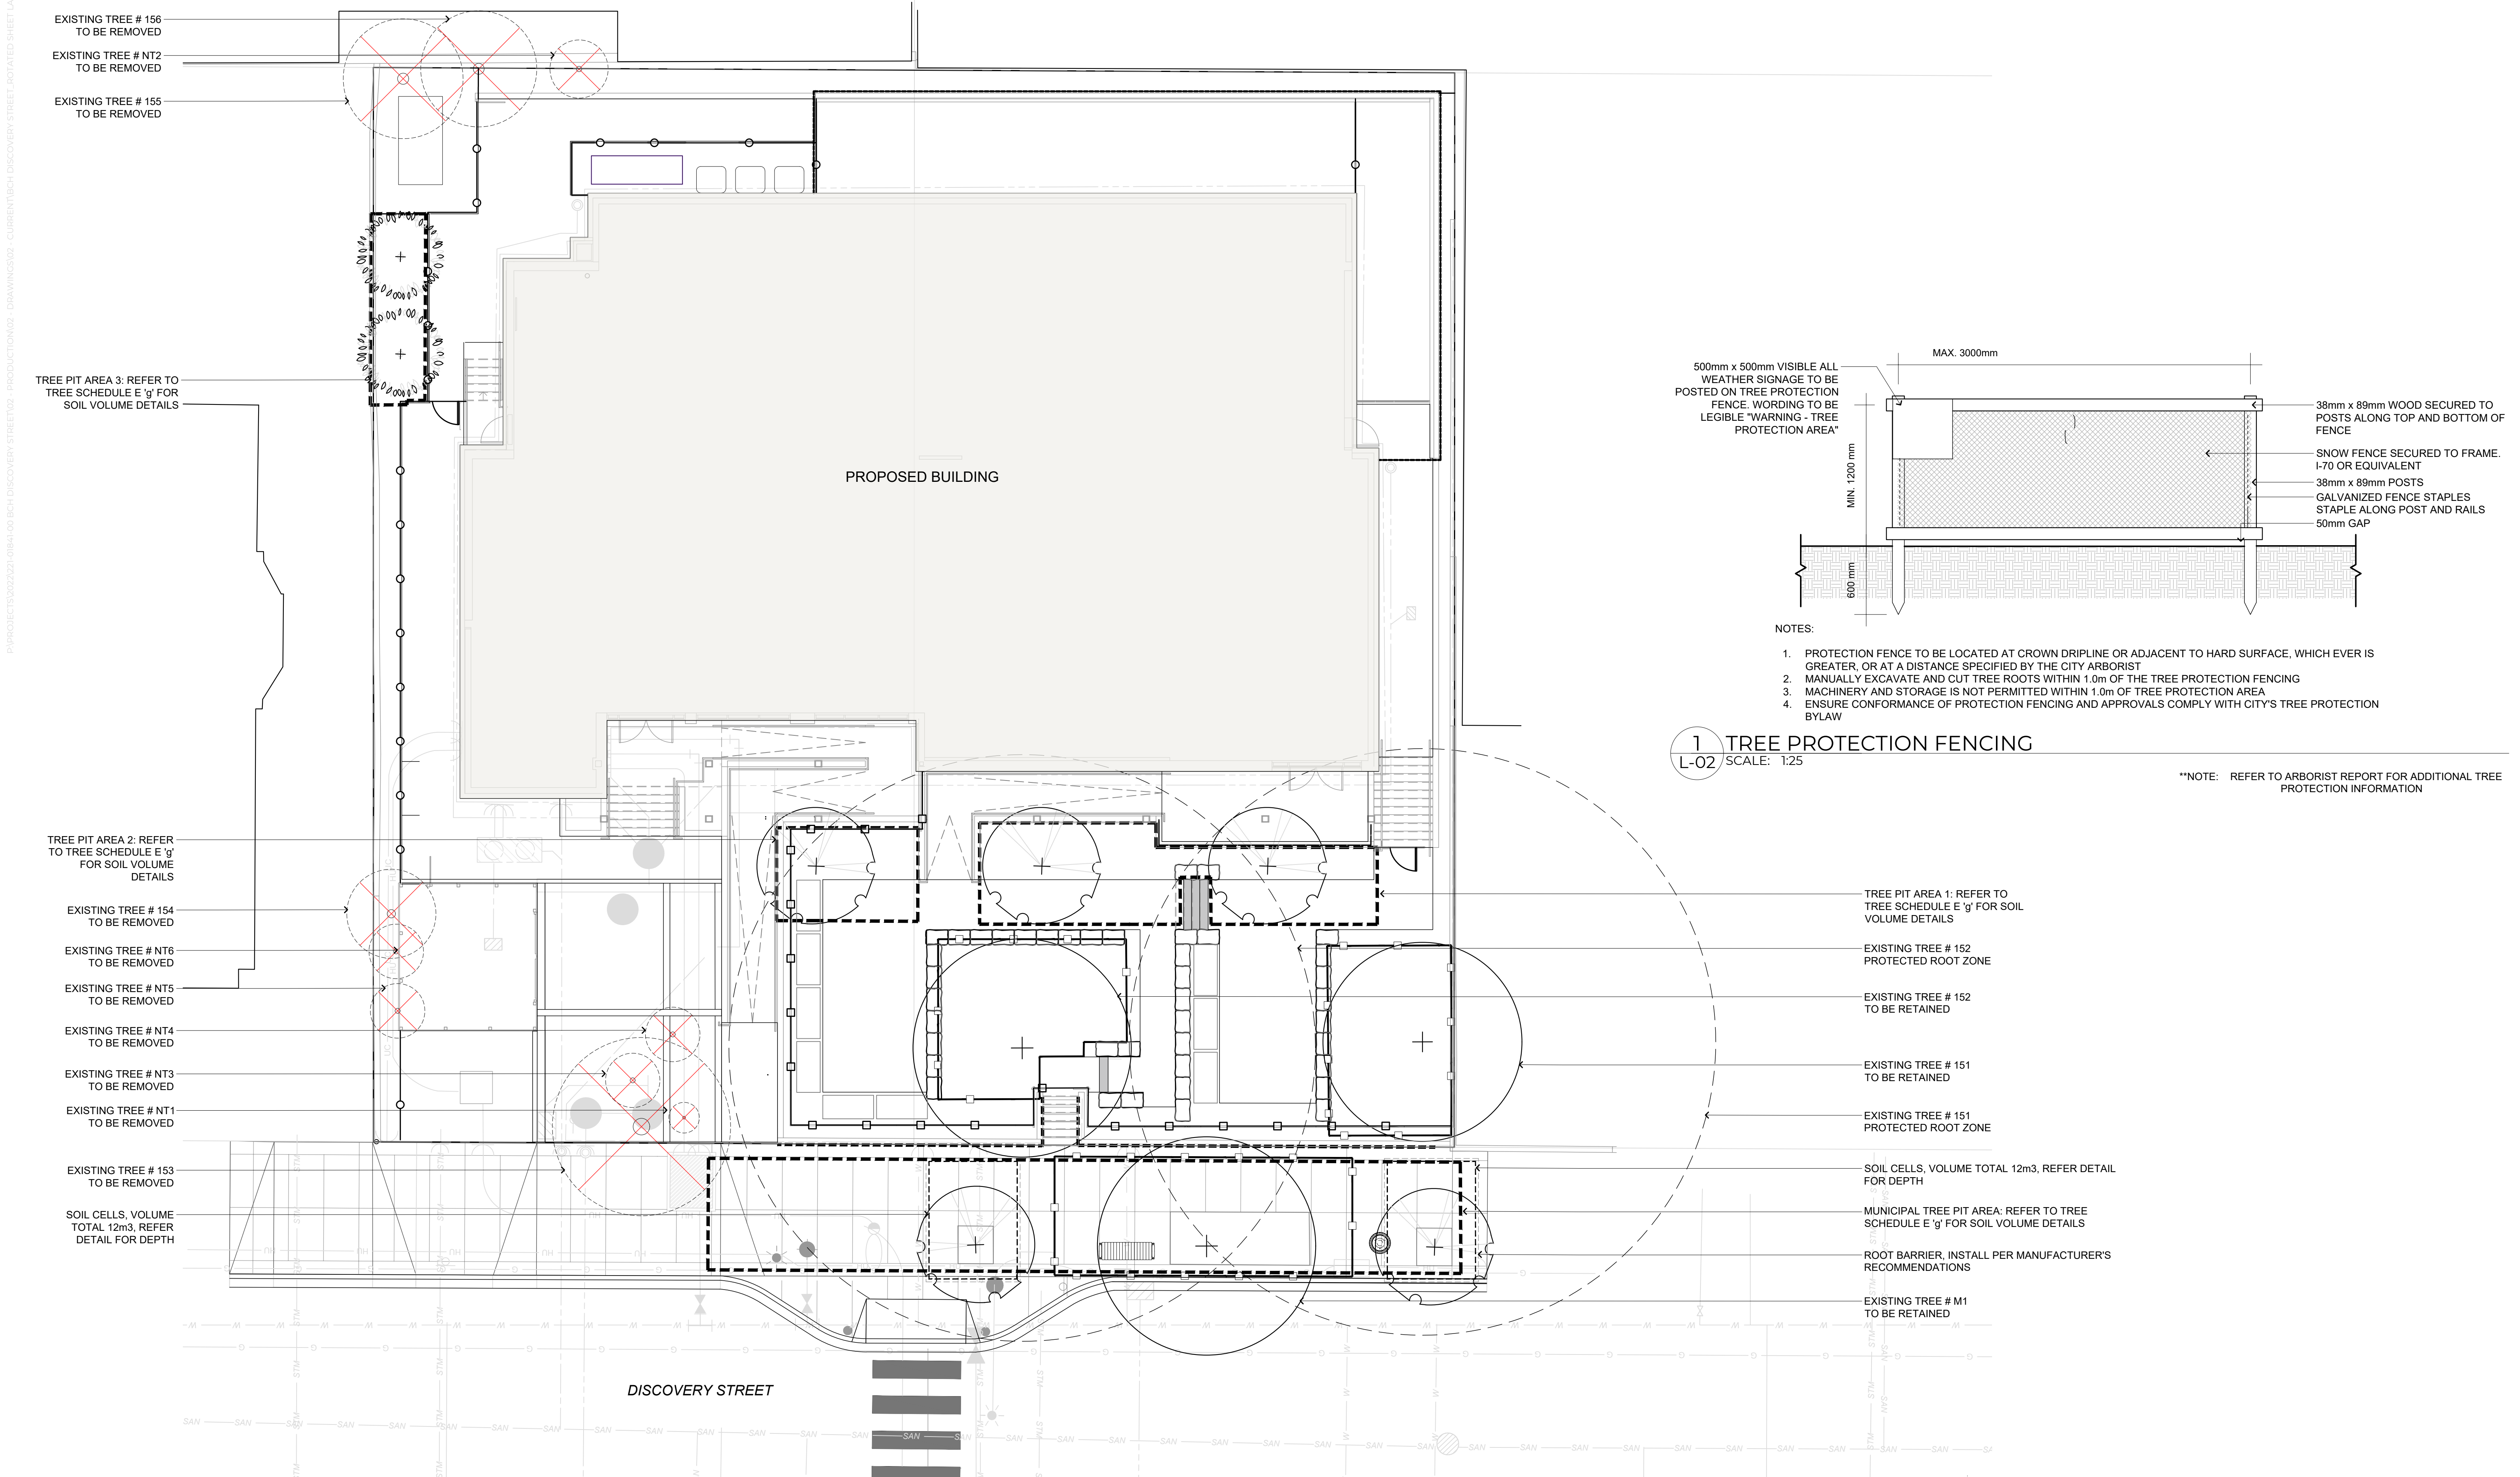 EXISTING TREE # 156
TO BE REMOVED
EXISTING TREE # NT2
TO BE REMOVED
EXISTING TREE # 155
TO BE REMOVED
TREE PIT AREA 3: REFER TO
TREE SCHEDULE E 'g' FOR
SOIL VOLUME DETAILS
TREE PIT AREA 2: REFER
TO TREE SCHEDULE E 'g'
FOR SOIL VOLUME
DETAILS
EXISTING TREE # 154
TO BE REMOVED
EXISTING TREE # NT6
TO BE REMOVED
EXISTING TREE # NT5
TO BE REMOVED
EXISTING TREE # NT4
TO BE REMOVED
EXISTING TREE # NT3
TO BE REMOVED
EXISTING TREE # NT1
TO BE REMOVED
EXISTING TREE # 153
TO BE REMOVED
SOIL CELLS, VOLUME
TOTAL 12m3, REFER
DETAIL FOR DEPTH
PROPOSED BUILDING
DISCOVERY STREET
MAX. 3000mm
500mm x 500mm VISIBLE ALL
WEATHER SIGNAGE TO BE
POSTED ON TREE PROTECTION
FENCE. WORDING TO BE
LEGIBLE "WARNING - TREE
PROTECTION AREA"
MIN. 1200 mm
600 mm
38mm x 89mm WOOD SECURED TO
POSTS ALONG TOP AND BOTTOM OF
FENCE
SNOW FENCE SECURED TO FRAME.
I-70 OR EQUIVALENT
38mm x 89mm POSTS
GALVANIZED FENCE STAPLES
STAPLE ALONG POST AND RAILS
50mm GAP
NOTES:
1. PROTECTION FENCE TO BE LOCATED AT CROWN DRIPLINE OR ADJACENT TO HARD SURFACE, WHICH EVER IS
GREATER, OR AT A DISTANCE SPECIFIED BY THE CITY ARBORIST
2. MANUALLY EXCAVATE AND CUT TREE ROOTS WITHIN 1.0m OF THE TREE PROTECTION FENCING
3. MACHINERY AND STORAGE IS NOT PERMITTED WITHIN 1.0m OF TREE PROTECTION AREA
4. ENSURE CONFORMANCE OF PROTECTION FENCING AND APPROVALS COMPLY WITH CITY'S TREE PROTECTION
BYLAW
1
L-02
TREE PROTECTION FENCING
SCALE: 1:25
**NOTE: REFER TO ARBORIST REPORT FOR ADDITIONAL TREE
PROTECTION INFORMATION
TREE PIT AREA 1: REFER TO
TREE SCHEDULE E 'g' FOR SOIL
VOLUME DETAILS
EXISTING TREE # 152
PROTECTED ROOT ZONE
EXISTING TREE # 152
TO BE RETAINED
EXISTING TREE # 151
TO BE RETAINED
EXISTING TREE # 151
PROTECTED ROOT ZONE
SOIL CELLS, VOLUME TOTAL 12m3, REFER DETAIL
FOR DEPTH
MUNICIPAL TREE PIT AREA: REFER TO TREE
SCHEDULE E 'g' FOR SOIL VOLUME DETAILS
ROOT BARRIER, INSTALL PER MANUFACTURER'S
RECOMMENDATIONS
EXISTING TREE # M1
TO BE RETAINED